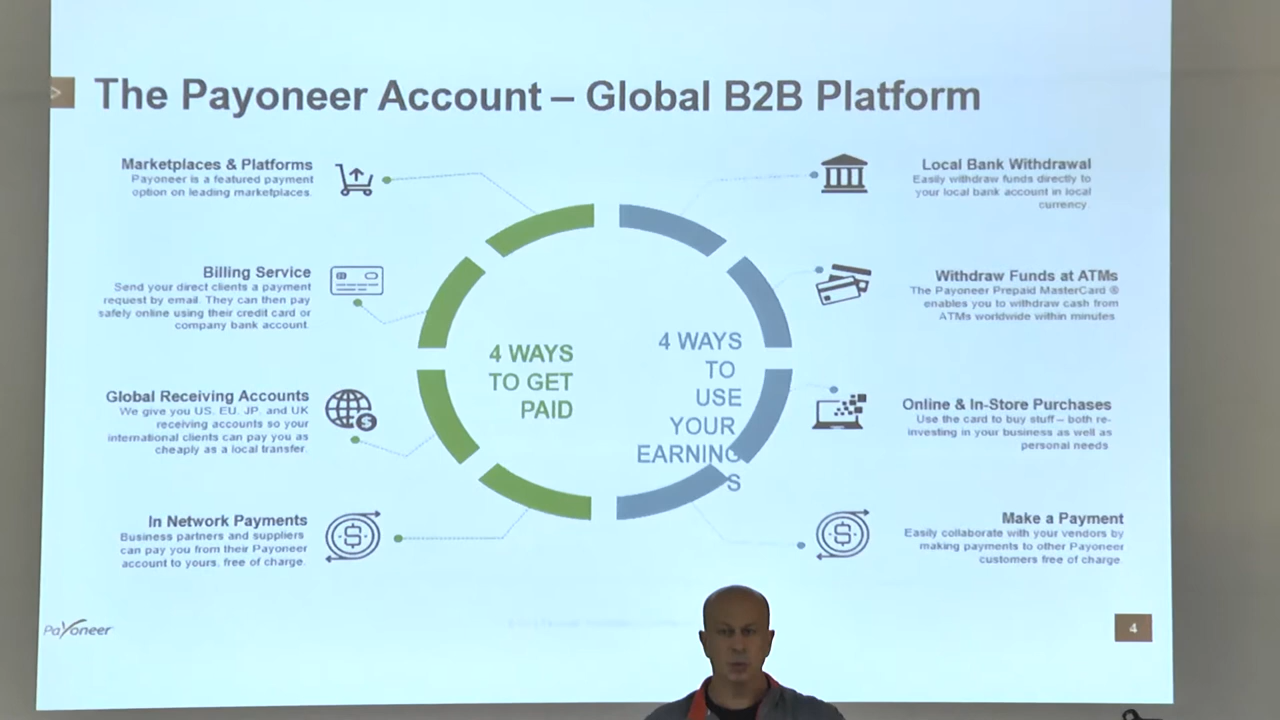 The Payoneer Account – Global B2B Platform
Marketplaces & Platforms
Payoneer is a featured payment
option on leading marketplaces.
Billing Service
Send your direct clients a payment
request by email. They can then pay
safely online using their credit card or
company bank account.
Global Receiving Accounts
We give you US, EU, JP, and UK
receiving accounts so your
international clients can pay you as
cheaply as a local transfer.
In Network Payments
Business partners and suppliers
can pay you from their Payoneer
account to yours, free of charge.
4 WAYS
TO GET
PAID
4 WAYS
TO
USE
YOUR
EARNING
S
Local Bank Withdrawal
Easily withdraw funds directly to
your local bank account in local
currency.
Withdraw Funds at ATMs
The Payoneer Prepaid MasterCard ®
enables you to withdraw cash from
ATMs worldwide within minutes
Online & In-Store Purchases
Use the card to buy stuff – both re-
investing in your business as well as
personal needs
Make a Payment
Easily collaborate with your vendors by
making payments to other Payoneer
customers free of charge.
Payoneer
4